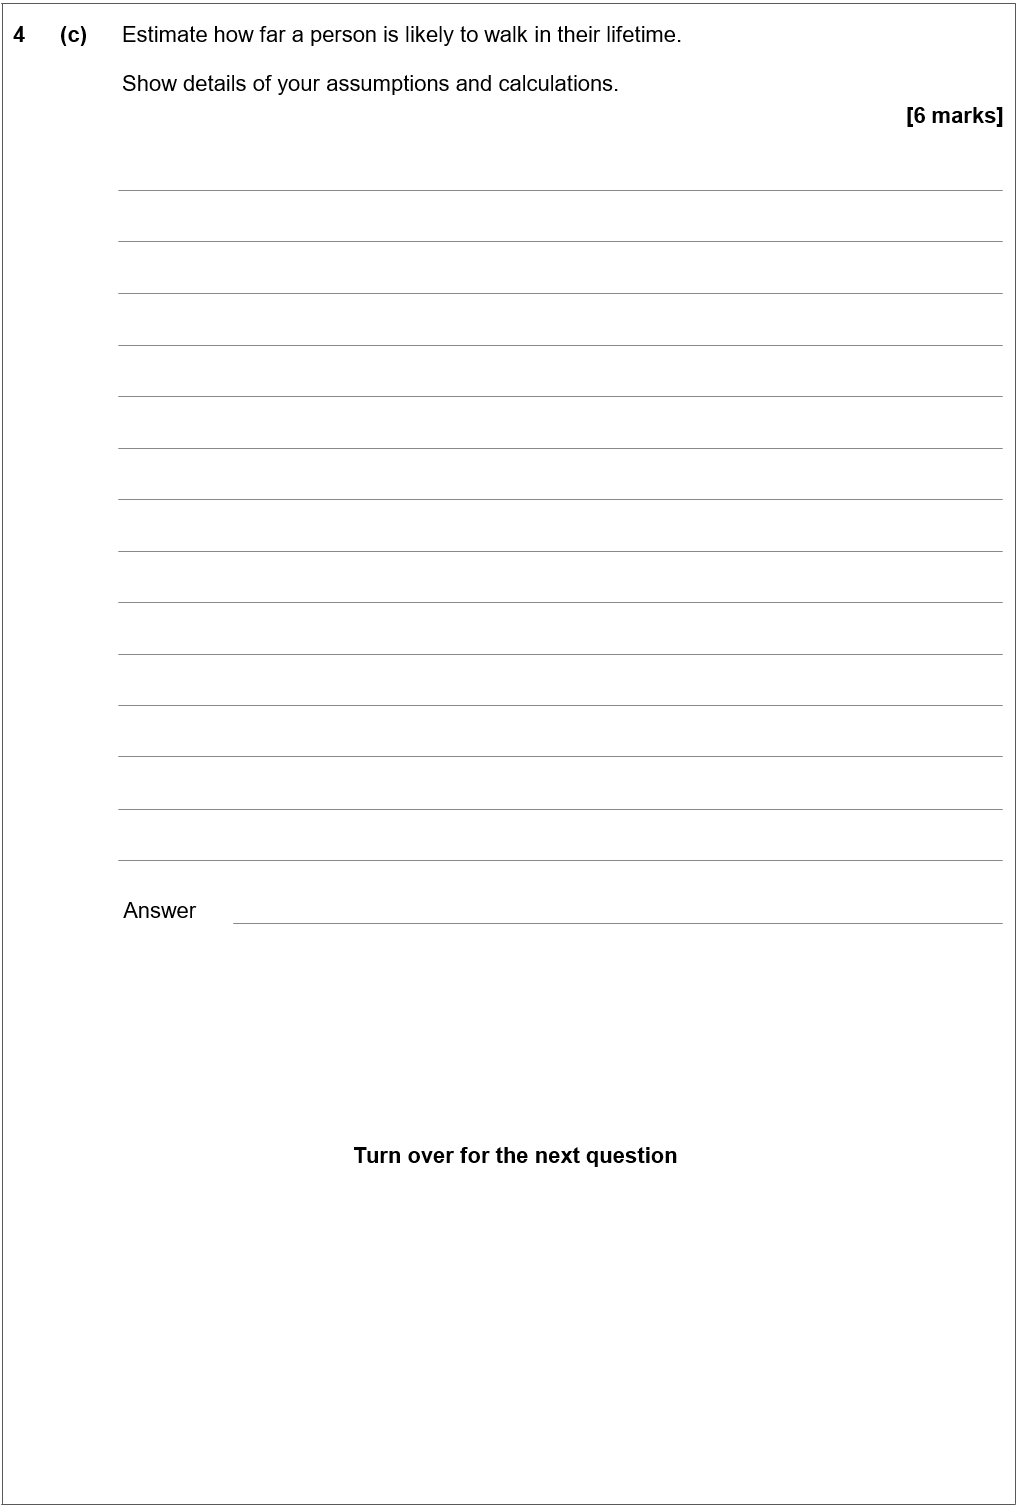 4 (c) Estimate how far a person is likely to walk in their lifetime.
Show details of your assumptions and calculations.
[6 marks]
Answer
Turn over for the next question